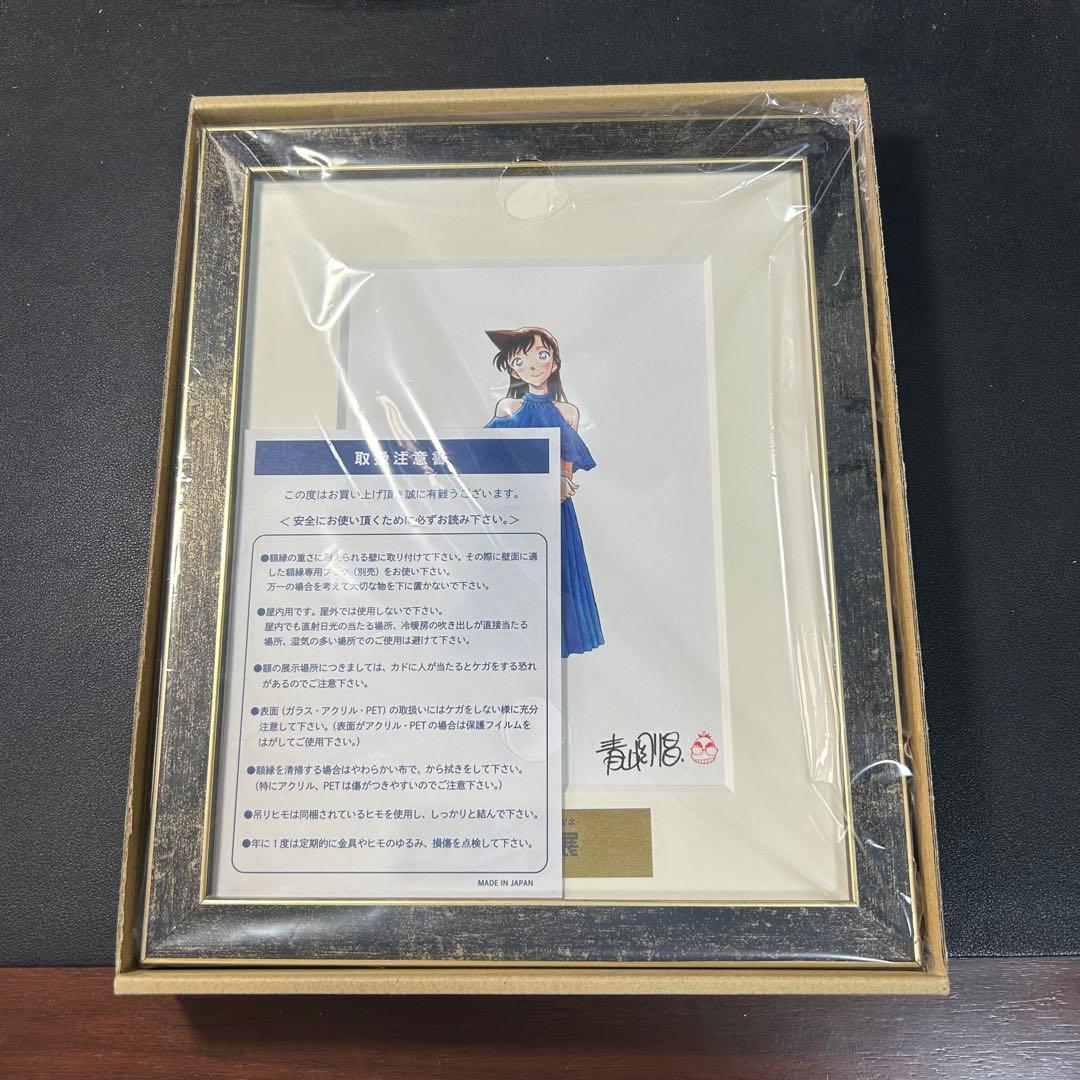 取扱注意書
この度はお買い上げ頂き誠に有難うございます。
＜安全にお使い頂くために必ずお読み下さい。＞
●額縁の重さに耐えられる壁に取り付けて下さい。その際に壁面に適
した額縁専用フック（別売）をお使い下さい。
万一の場合を考えて大切な物を下に置かないで下さい。
●屋内用です。屋外では使用しないで下さい。
屋内でも直射日光の当たる場所、冷暖房の吹き出しが直接当たる
場所、湿気の多い場所でのご使用は避けて下さい。
●額の展示場所につきましては、カドに人が当たるとケガをする恐れ
があるのでご注意下さい。
●表面（ガラス・アクリル・PET）の取扱いにはケガをしない様に充分
注意して下さい。（表面がアクリル・PETの場合は保護フイルムを
はがしてご使用下さい。）
●額縁を清掃する場合はやわらかい布で、から拭きをして下さい。
（特にアクリル、PETは傷がつきやすいのでご注意下さい。）
●吊りヒモは同梱されているヒモを使用し、しっかりと結んで下さい。
●年に1度は定期的に金具やヒモのゆるみ、損傷を点検して下さい。
MADE IN JAPAN
青山剛昌.
展